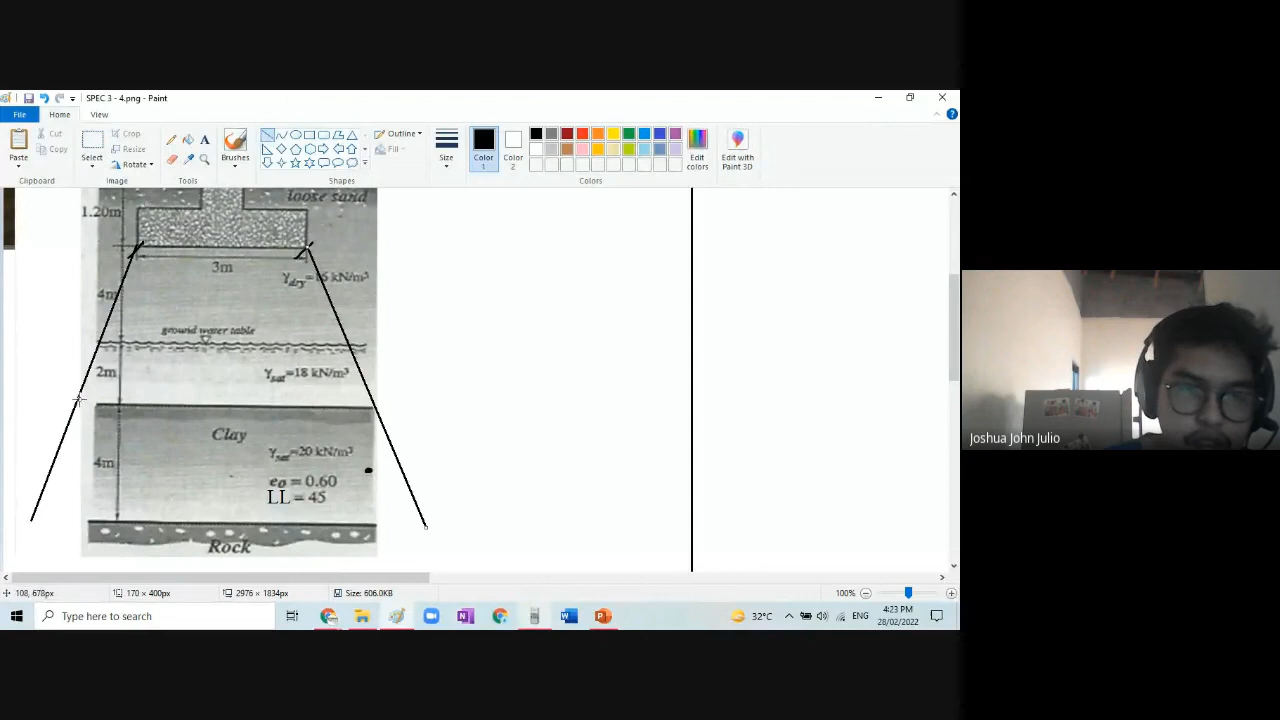 SPEC 3 - 4.png - Paint
File Home View
Paste
Cut
Copy
Clipboard
Select
Crop
Resize
Rotate
Image
Tools
Brushes
Shapes
Outline
Fill
Size
Color 1
Color 2
Colors
Edit colors
Edit with Paint 3D
loose sand
1.20m
3m
γdry=16 kN/m³
4m
ground water table
2m
γsat=18 kN/m³
Clay
4m
γsat=20 kN/m³
eo = 0.60
LL = 45
Rock
Joshua John Julio
108, 678px
170 × 400px
2976 × 1834px
Size: 606.0KB
100%
Type here to search
32°C
ENG
4:23 PM
28/02/2022